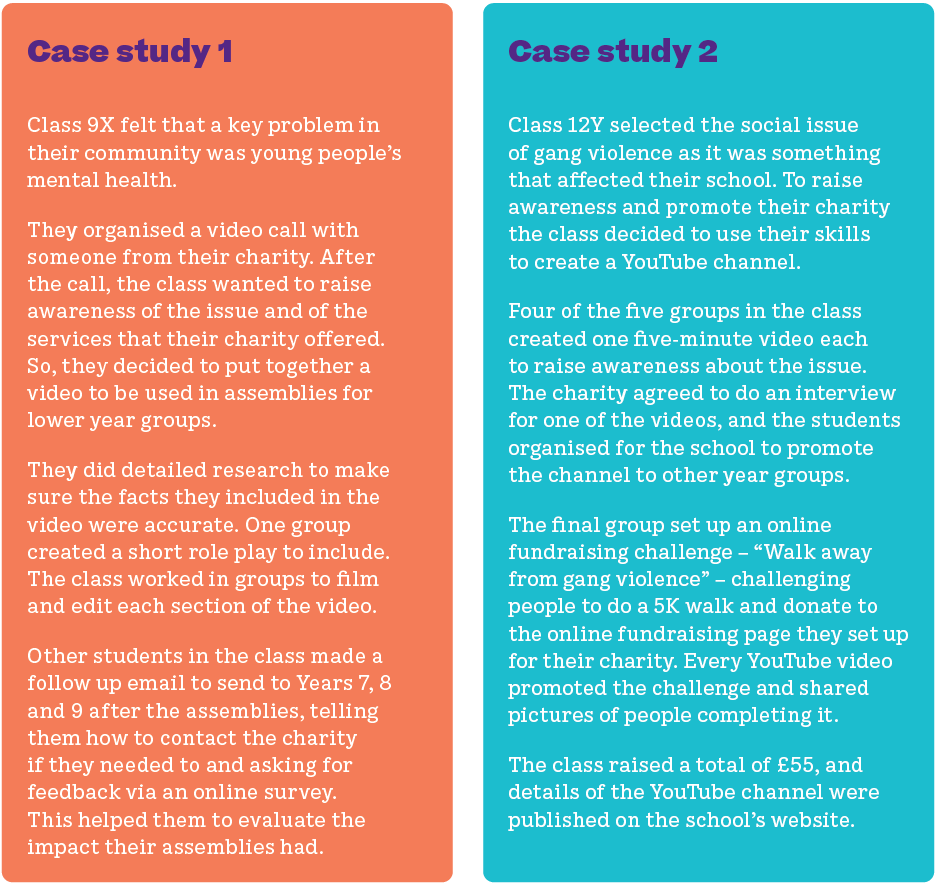 Case study 1
Class 9X felt that a key problem in
their community was young people’s
mental health.
They organised a video call with
someone from their charity. After
the call, the class wanted to raise
awareness of the issue and of the
services that their charity offered.
So, they decided to put together a
video to be used in assemblies for
lower year groups.
They did detailed research to make
sure the facts they included in the
video were accurate. One group
created a short role play to include.
The class worked in groups to film
and edit each section of the video.
Other students in the class made a
follow up email to send to Years 7, 8
and 9 after the assemblies, telling
them how to contact the charity
if they needed to and asking for
feedback via an online survey.
This helped them to evaluate the
impact their assemblies had.
Case study 2
Class 12Y selected the social issue
of gang violence as it was something
that affected their school. To raise
awareness and promote their charity
the class decided to use their skills
to create a YouTube channel.
Four of the five groups in the class
created one five-minute video each
to raise awareness about the issue.
The charity agreed to do an interview
for one of the videos, and the students
organised for the school to promote
the channel to other year groups.
The final group set up an online
fundraising challenge – “Walk away
from gang violence” – challenging
people to do a 5K walk and donate to
the online fundraising page they set up
for their charity. Every YouTube video
promoted the challenge and shared
pictures of people completing it.
The class raised a total of £55, and
details of the YouTube channel were
published on the school’s website.